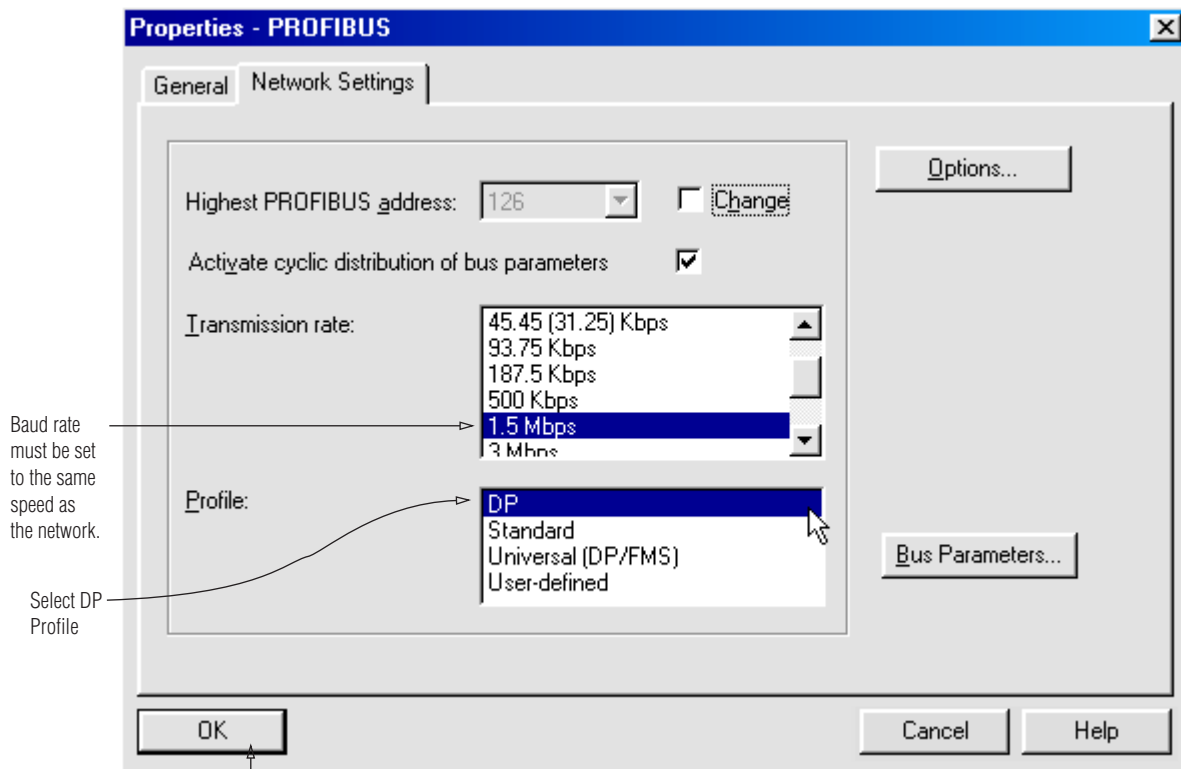 Properties - PROFIBUS
General
Network Settings
Options...
Highest PROFIBUS address:
126
Change
Activate cyclic distribution of bus parameters
Transmission rate:
45.45 (31.25) Kbps
93.75 Kbps
187.5 Kbps
500 Kbps
1.5 Mbps
3 Mbps
Baud rate
must be set
to the same
speed as
the network.
Profile:
DP
Standard
Universal (DP/FMS)
User-defined
Bus Parameters...
Select DP
Profile
OK
Cancel
Help